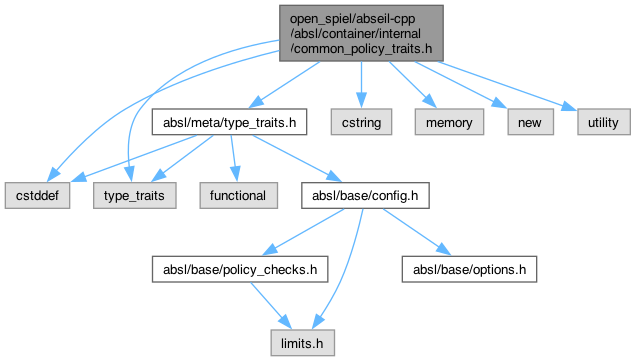 open_spiel/abseil-cpp
/absl/container/internal
/common_policy_traits.h
absl/meta/type_traits.h
cstring
memory
new
utility
cstddef
type_traits
functional
absl/base/config.h
absl/base/policy_checks.h
absl/base/options.h
limits.h